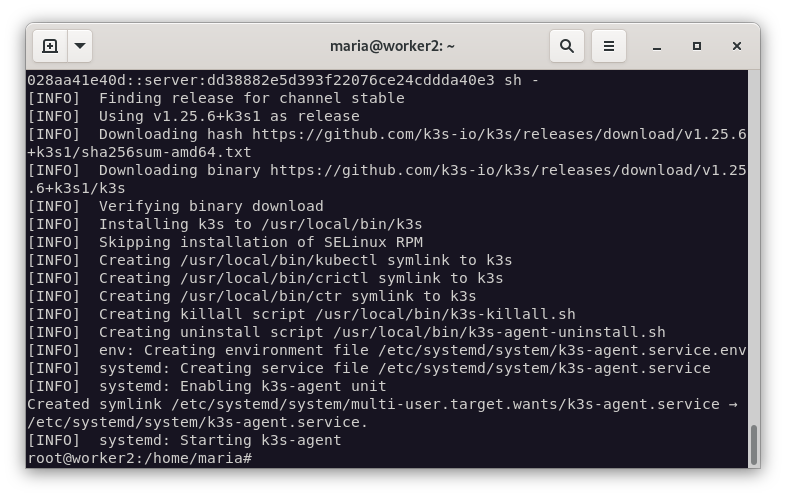 maria@worker2: ~
028aa41e40d::server:dd38882e5d393f22076ce24cddda40e3 sh -
[INFO]  Finding release for channel stable
[INFO]  Using v1.25.6+k3s1 as release
[INFO]  Downloading hash https://github.com/k3s-io/k3s/releases/download/v1.25.6
+k3s1/sha256sum-amd64.txt
[INFO]  Downloading binary https://github.com/k3s-io/k3s/releases/download/v1.25
.6+k3s1/k3s
[INFO]  Verifying binary download
[INFO]  Installing k3s to /usr/local/bin/k3s
[INFO]  Skipping installation of SELinux RPM
[INFO]  Creating /usr/local/bin/kubectl symlink to k3s
[INFO]  Creating /usr/local/bin/crictl symlink to k3s
[INFO]  Creating /usr/local/bin/ctr symlink to k3s
[INFO]  Creating killall script /usr/local/bin/k3s-killall.sh
[INFO]  Creating uninstall script /usr/local/bin/k3s-agent-uninstall.sh
[INFO]  env: Creating environment file /etc/systemd/system/k3s-agent.service.env
[INFO]  systemd: Creating service file /etc/systemd/system/k3s-agent.service
[INFO]  systemd: Enabling k3s-agent unit
Created symlink /etc/systemd/system/multi-user.target.wants/k3s-agent.service →
/etc/systemd/system/k3s-agent.service.
[INFO]  systemd: Starting k3s-agent
root@worker2:/home/maria#